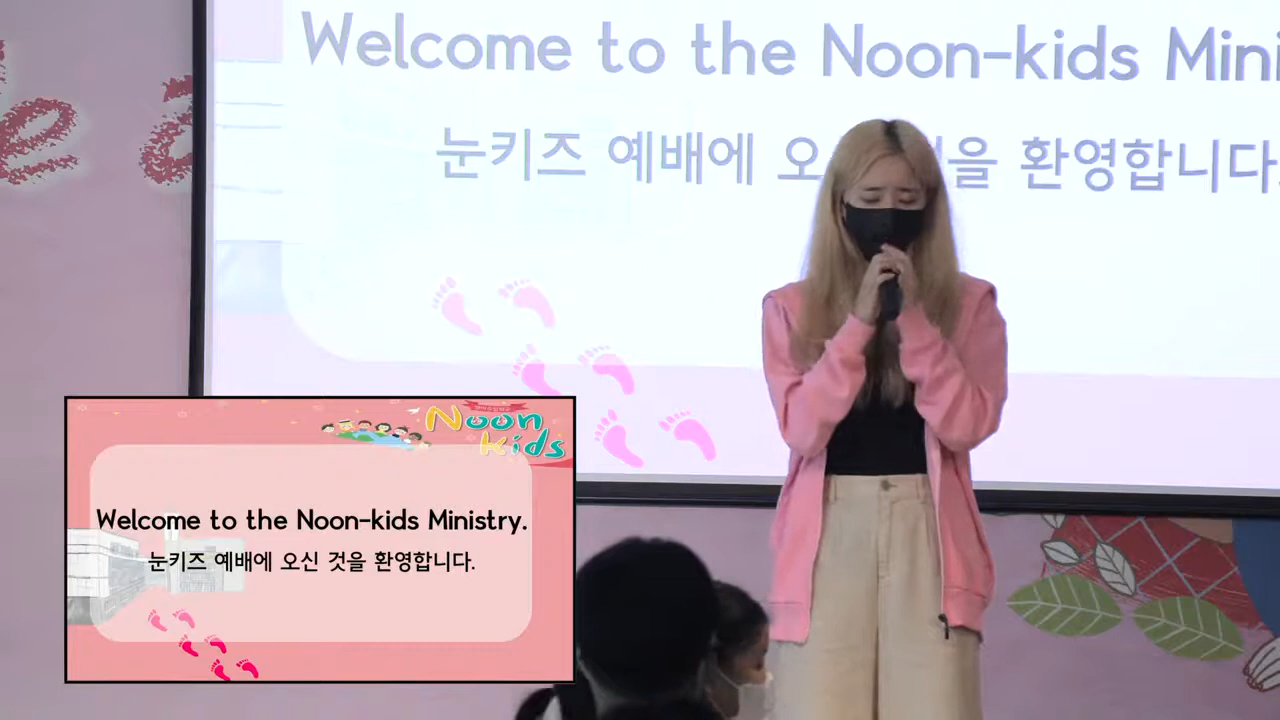 Welcome to the Noon-kids Mini
눈키즈 예배에 오 을 환영합니다.
Noon
Kids
Welcome to the Noon-kids Ministry.
눈키즈 예배에 오신 것을 환영합니다.